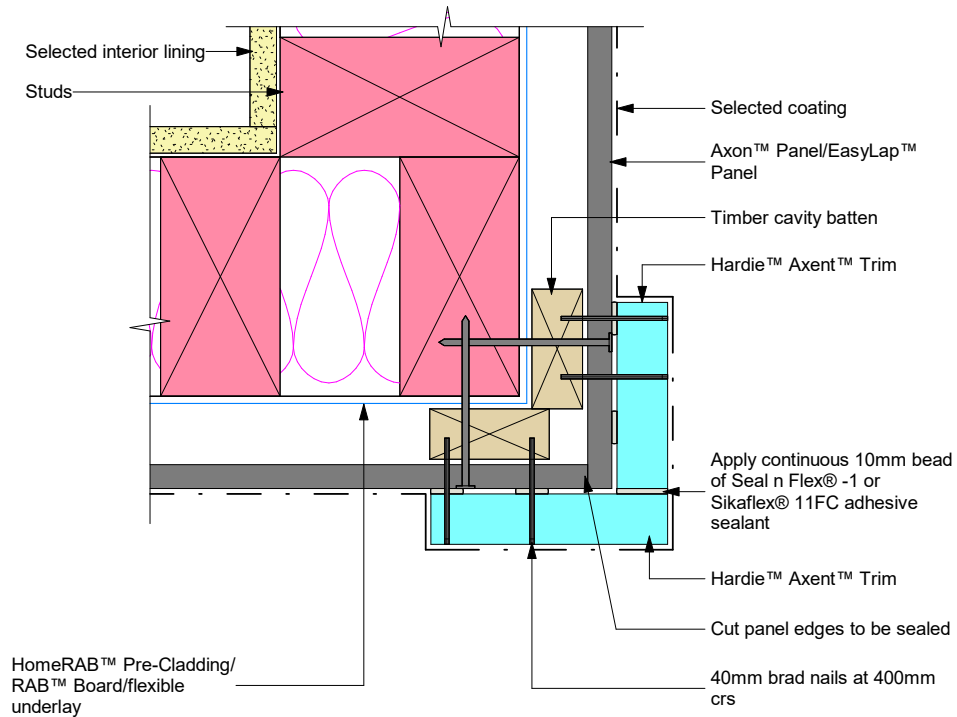 Selected interior lining
Studs
Selected coating
Axon™ Panel/EasyLap™
Panel
Timber cavity batten
Hardie™ Axent™ Trim
Apply continuous 10mm bead
of Seal n Flex® -1 or
Sikaflex® 11FC adhesive
sealant
Hardie™ Axent™ Trim
Cut panel edges to be sealed
40mm brad nails at 400mm
crs
HomeRAB™ Pre-Cladding/
RAB™ Board/flexible
underlay